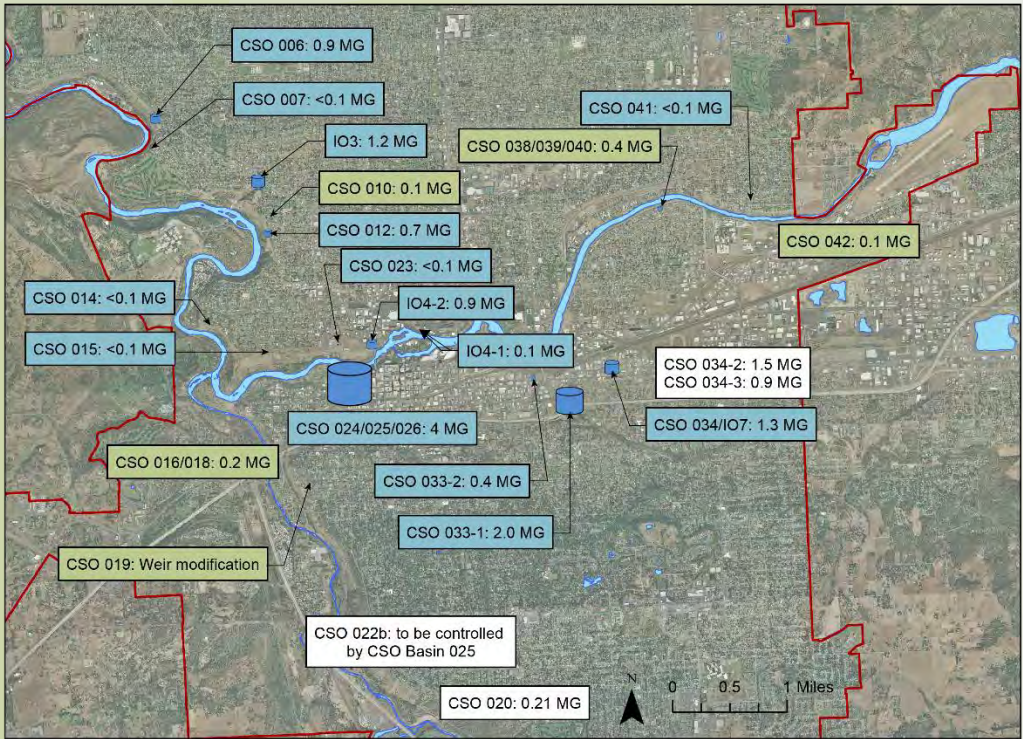 CSO 006: 0.9 MG
CSO 007: <0.1 MG
IO3: 1.2 MG
CSO 010: 0.1 MG
CSO 012: 0.7 MG
CSO 023: <0.1 MG
IO4-2: 0.9 MG
IO4-1: 0.1 MG
CSO 041: <0.1 MG
CSO 038/039/040: 0.4 MG
CSO 042: 0.1 MG
CSO 014: <0.1 MG
CSO 015: <0.1 MG
CSO 034-2: 1.5 MG
CSO 034-3: 0.9 MG
CSO 034/IO7: 1.3 MG
CSO 024/025/026: 4 MG
CSO 016/018: 0.2 MG
CSO 033-2: 0.4 MG
CSO 033-1: 2.0 MG
CSO 019: Weir modification
CSO 022b: to be controlled
by CSO Basin 025
CSO 020: 0.21 MG
N
0 0.5 1 Miles